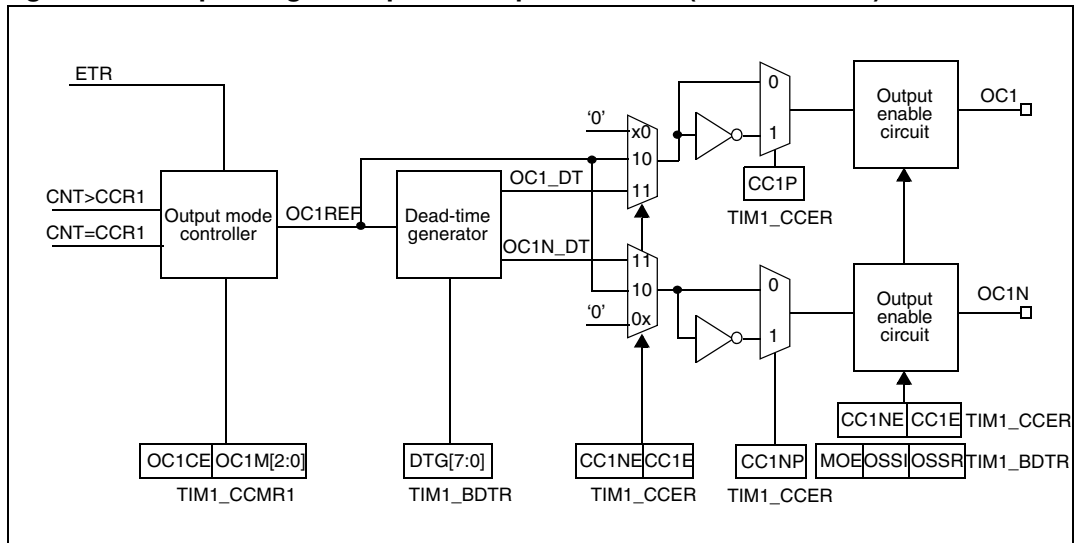 ETR
CNT>CCR1
CNT=CCR1
Output mode
controller
OC1REF
Dead-time
generator
OC1_DT
OC1N_DT
'0'
x0
10
11
11
10
'0'
0x
0
1
CC1P
TIM1_CCER
0
1
Output
enable
circuit
OC1
Output
enable
circuit
OC1N
OC1CE OC1M[2:0]
TIM1_CCMR1
DTG[7:0]
TIM1_BDTR
CC1NE CC1E
TIM1_CCER
CC1NP
TIM1_CCER
CC1NE CC1E TIM1_CCER
MOE OSSI OSSR TIM1_BDTR